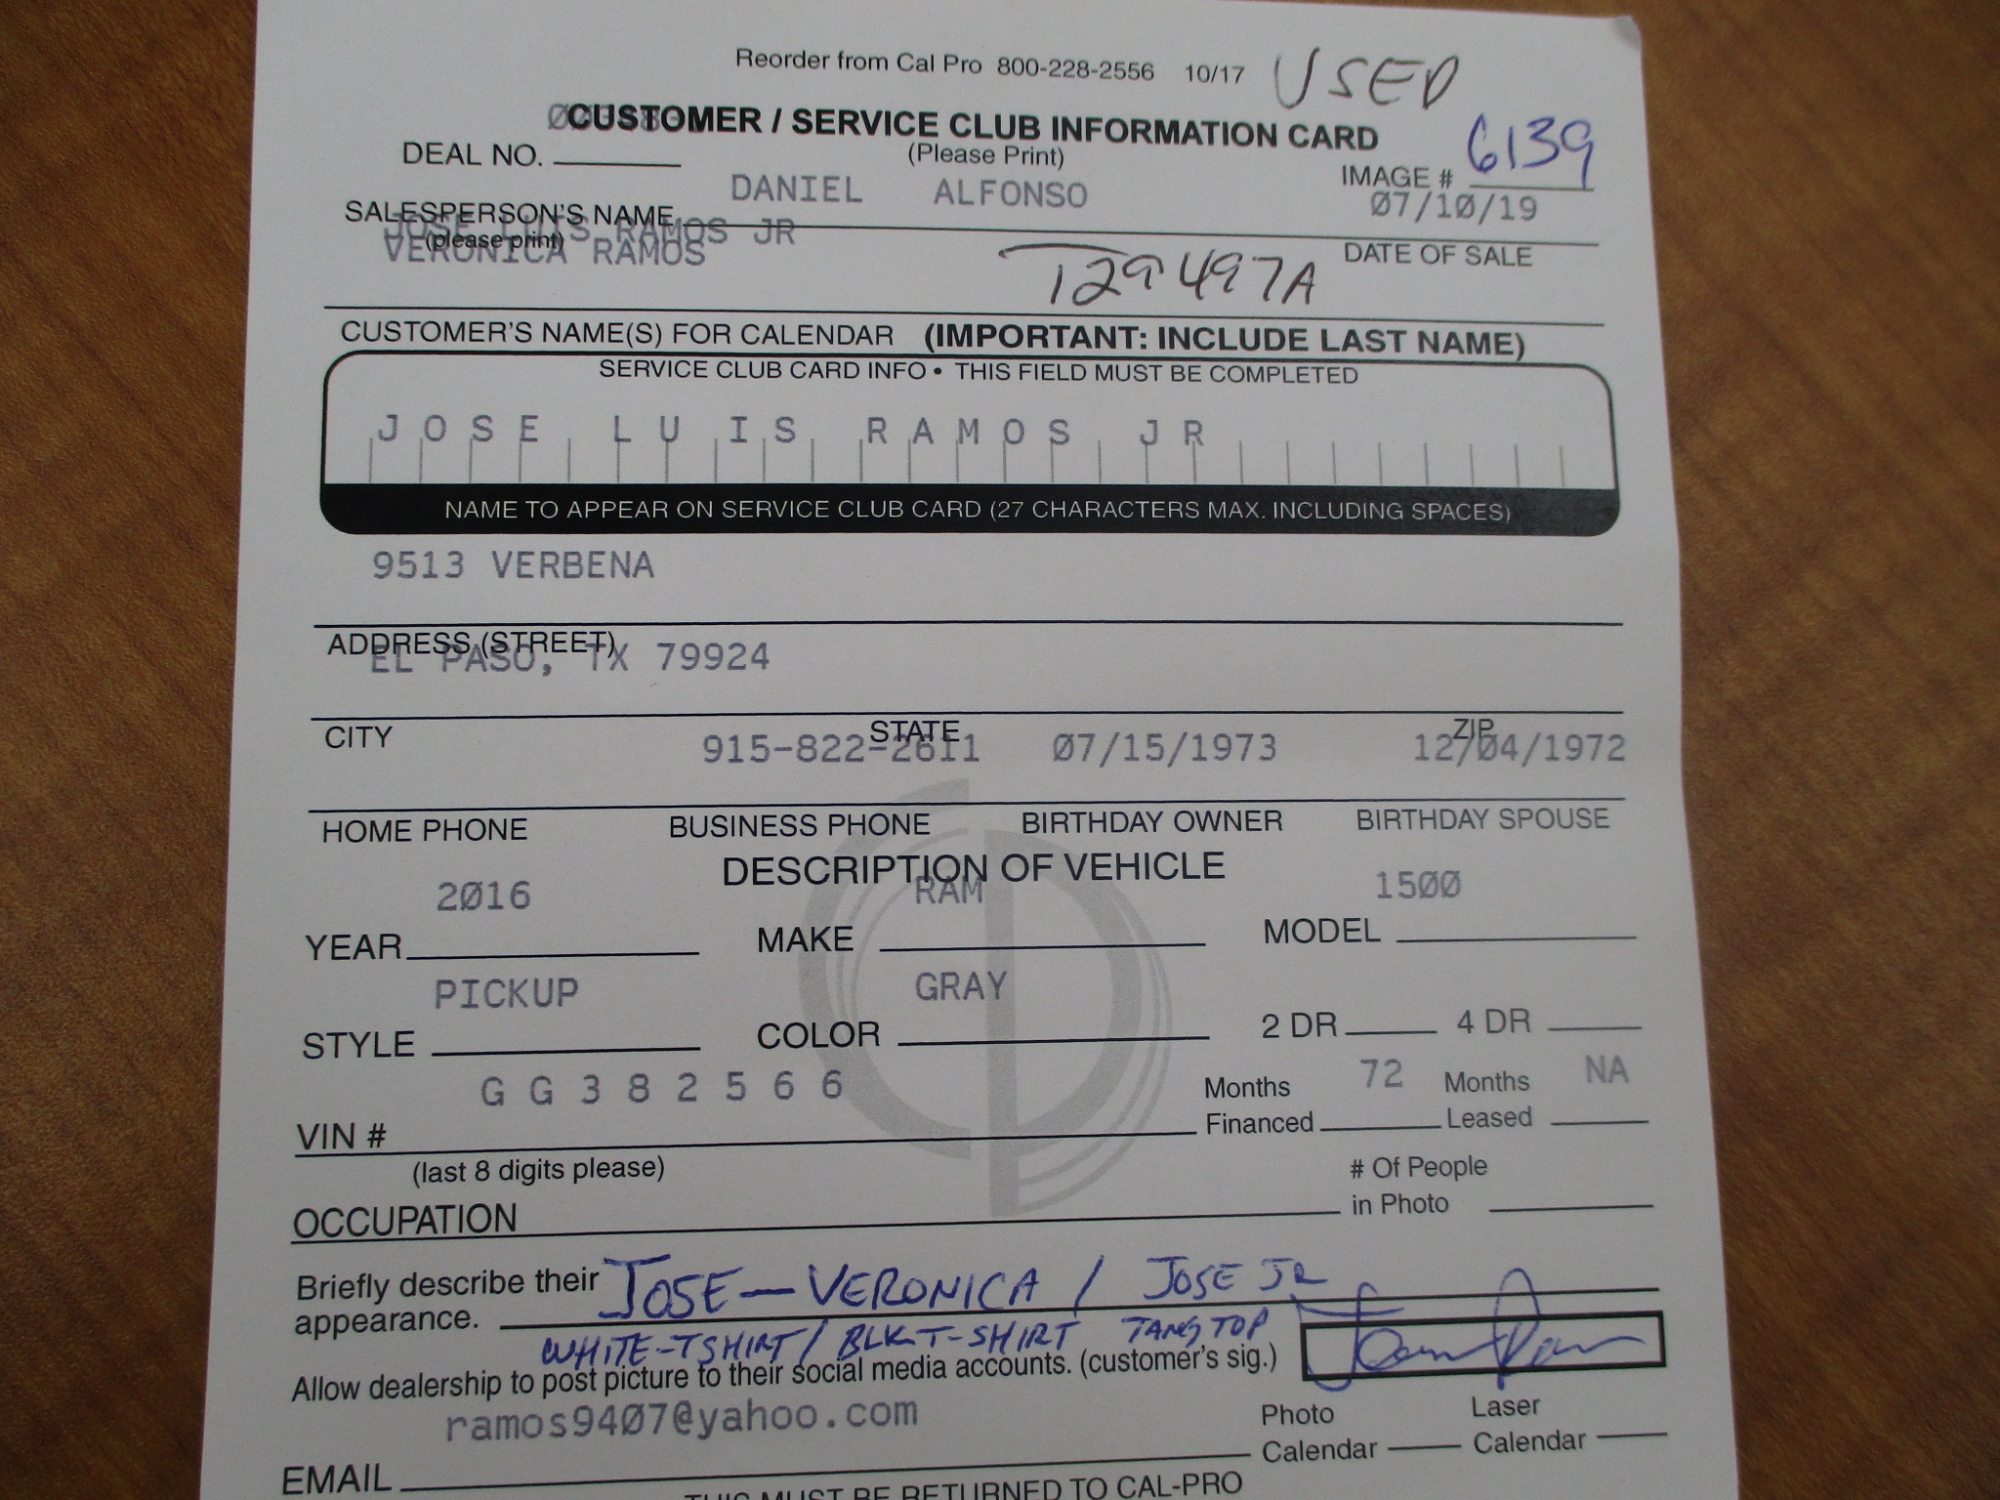 Reorder from Cal Pro 800-228-2556 10/17 USED
CUSTOMER / SERVICE CLUB INFORMATION CARD
(Please Print)
DEAL NO.
IMAGE # 6139
DANIEL ALFONSO
07/10/19
SALESPERSON'S NAME
(please print)
JOSE LUIS RAMOS JR
VERONICA RAMOS
DATE OF SALE
T29497A
CUSTOMER'S NAME(S) FOR CALENDAR (IMPORTANT: INCLUDE LAST NAME)
SERVICE CLUB CARD INFO • THIS FIELD MUST BE COMPLETED
JOSE LUIS RAMOS JR
NAME TO APPEAR ON SERVICE CLUB CARD (27 CHARACTERS MAX. INCLUDING SPACES)
9513 VERBENA
ADDRESS (STREET)
EL PASO, TX 79924
CITY STATE ZIP
915-822-2611 07/15/1973 12/04/1972
HOME PHONE BUSINESS PHONE BIRTHDAY OWNER BIRTHDAY SPOUSE
DESCRIPTION OF VEHICLE
2016 RAM 1500
YEAR MAKE MODEL
PICKUP GRAY
STYLE COLOR 2 DR 4 DR
GG382566
Months 72 Months NA
VIN # Financed Leased
(last 8 digits please)
# Of People
in Photo
OCCUPATION
Briefly describe their JOSE — VERONICA / JOSE JR
appearance.
WHITE-TSHIRT / BLK-T-SHIRT TANG TOP
Allow dealership to post picture to their social media accounts. (customer's sig.)
ramos9407@yahoo.com
Photo Laser
Calendar Calendar
EMAIL
THIS MUST BE RETURNED TO CAL-PRO